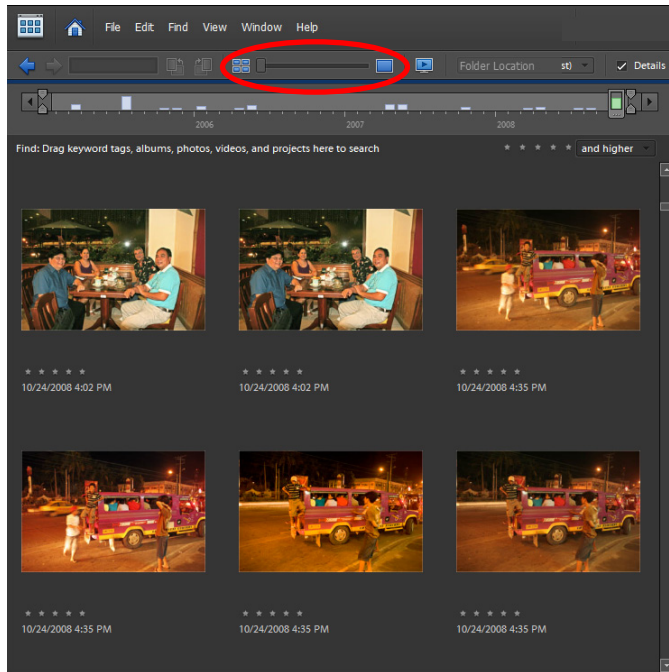 File Edit Find View Window Help
Folder Location st) Details
2006 2007 2008
Find: Drag keyword tags, albums, photos, videos, and projects here to search and higher
10/24/2008 4:02 PM 10/24/2008 4:02 PM 10/24/2008 4:35 PM
10/24/2008 4:35 PM 10/24/2008 4:35 PM 10/24/2008 4:35 PM